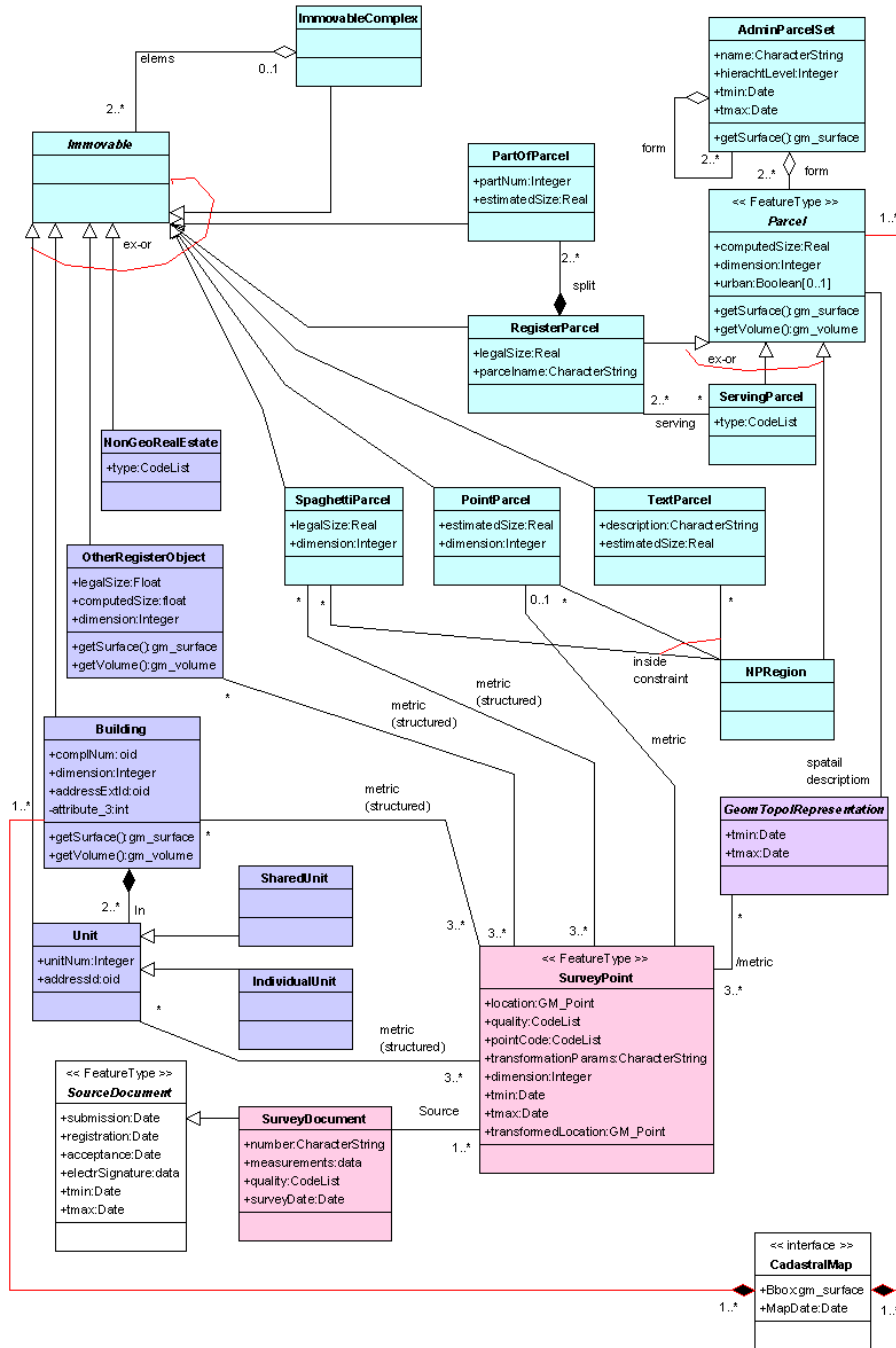 ImmovableComplex
elems
0..1
2..*
AdminParcelSet
+name:CharacterString
+hierachtLevel:Integer
+tmin:Date
+tmax:Date
+getSurface():gm_surface
form
2..*
2..*
form
Immovable
ex-or
PartOfParcel
+partNum:Integer
+estimatedSize:Real
2..*
split
<< FeatureType >>
Parcel
1..*
+computedSize:Real
+dimension:Integer
+urban:Boolean[0..1]
+getSurface():gm_surface
+getVolume():gm_volume
RegisterParcel
+legalSize:Real
+parcelname:CharacterString
ex-or
2..*
*
serving
ServingParcel
+type:CodeList
NonGeoRealEstate
+type:CodeList
SpaghettiParcel
+legalSize:Real
+dimension:Integer
*
*
PointParcel
+estimatedSize:Real
+dimension:Integer
0..1
*
TextParcel
+description:CharacterString
+estimatedSize:Real
*
OtherRegisterObject
+legalSize:Float
+computedSize:float
+dimension:Integer
+getSurface():gm_surface
+getVolume():gm_volume
*
inside
constraint
NPRegion
metric
(structured)
metric
(structured)
metric
spatail
descriptiom
Building
+complNum: oid
+dimension:Integer
+addressExtId:oid
-attribute_3:int
+getSurface():gm_surface
+getVolume():gm_volume
1..*
*
metric
(structured)
GeomTopolRepresentation
+tmin:Date
+tmax:Date
*
/metric
3..*
2..*
In
SharedUnit
Unit
+unitNum:Integer
+addressId:oid
*
IndividualUnit
metric
(structured)
3..*
3..*
3..*
3..*
<< FeatureType >>
SurveyPoint
+location:GM_Point
+quality:CodeList
+pointCode:CodeList
+transformationParams:CharacterString
+dimension:Integer
+tmin:Date
+tmax:Date
+transformedLocation:GM_Point
<< FeatureType >>
SourceDocument
+submission:Date
+registration:Date
+acceptance:Date
+electrSignature:data
+tmin:Date
+tmax:Date
SurveyDocument
+number:CharacterString
+measurements:data
+quality:CodeList
+surveyDate:Date
Source
1..*
<< interface >>
CadastralMap
+Bbox:gm_surface
+MapDate:Date
1..*
1..*